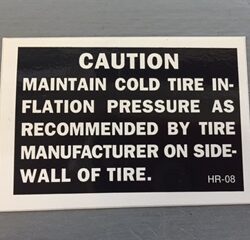 CAUTION
MAINTAIN COLD TIRE IN-
FLATION PRESSURE AS
RECOMMENDED BY TIRE
MANUFACTURER ON SIDE-
WALL OF TIRE.
HR-08